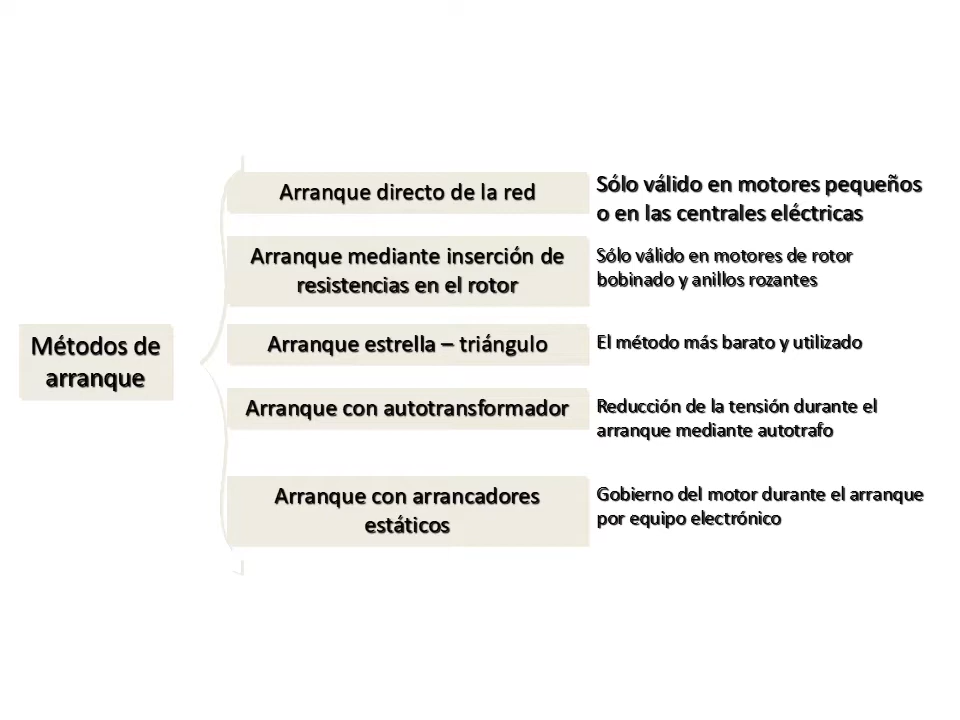 Métodos de
arranque
Arranque directo de la red
Sólo válido en motores pequeños
o en las centrales eléctricas
Arranque mediante inserción de
resistencias en el rotor
Sólo válido en motores de rotor
bobinado y anillos rozantes
Arranque estrella – triángulo
El método más barato y utilizado
Arranque con autotransformador
Reducción de la tensión durante el
arranque mediante autotrafo
Arranque con arrancadores
estáticos
Gobierno del motor durante el arranque
por equipo electrónico